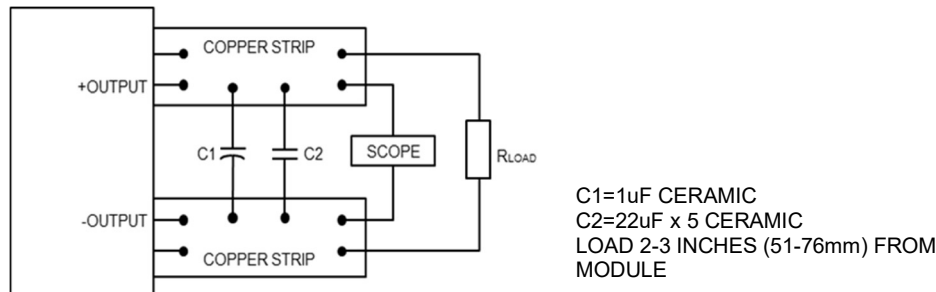 COPPER STRIP
+OUTPUT
C1
C2
SCOPE
RLOAD
-OUTPUT
COPPER STRIP
C1=1uF CERAMIC
C2=22uF x 5 CERAMIC
LOAD 2-3 INCHES (51-76mm) FROM
MODULE